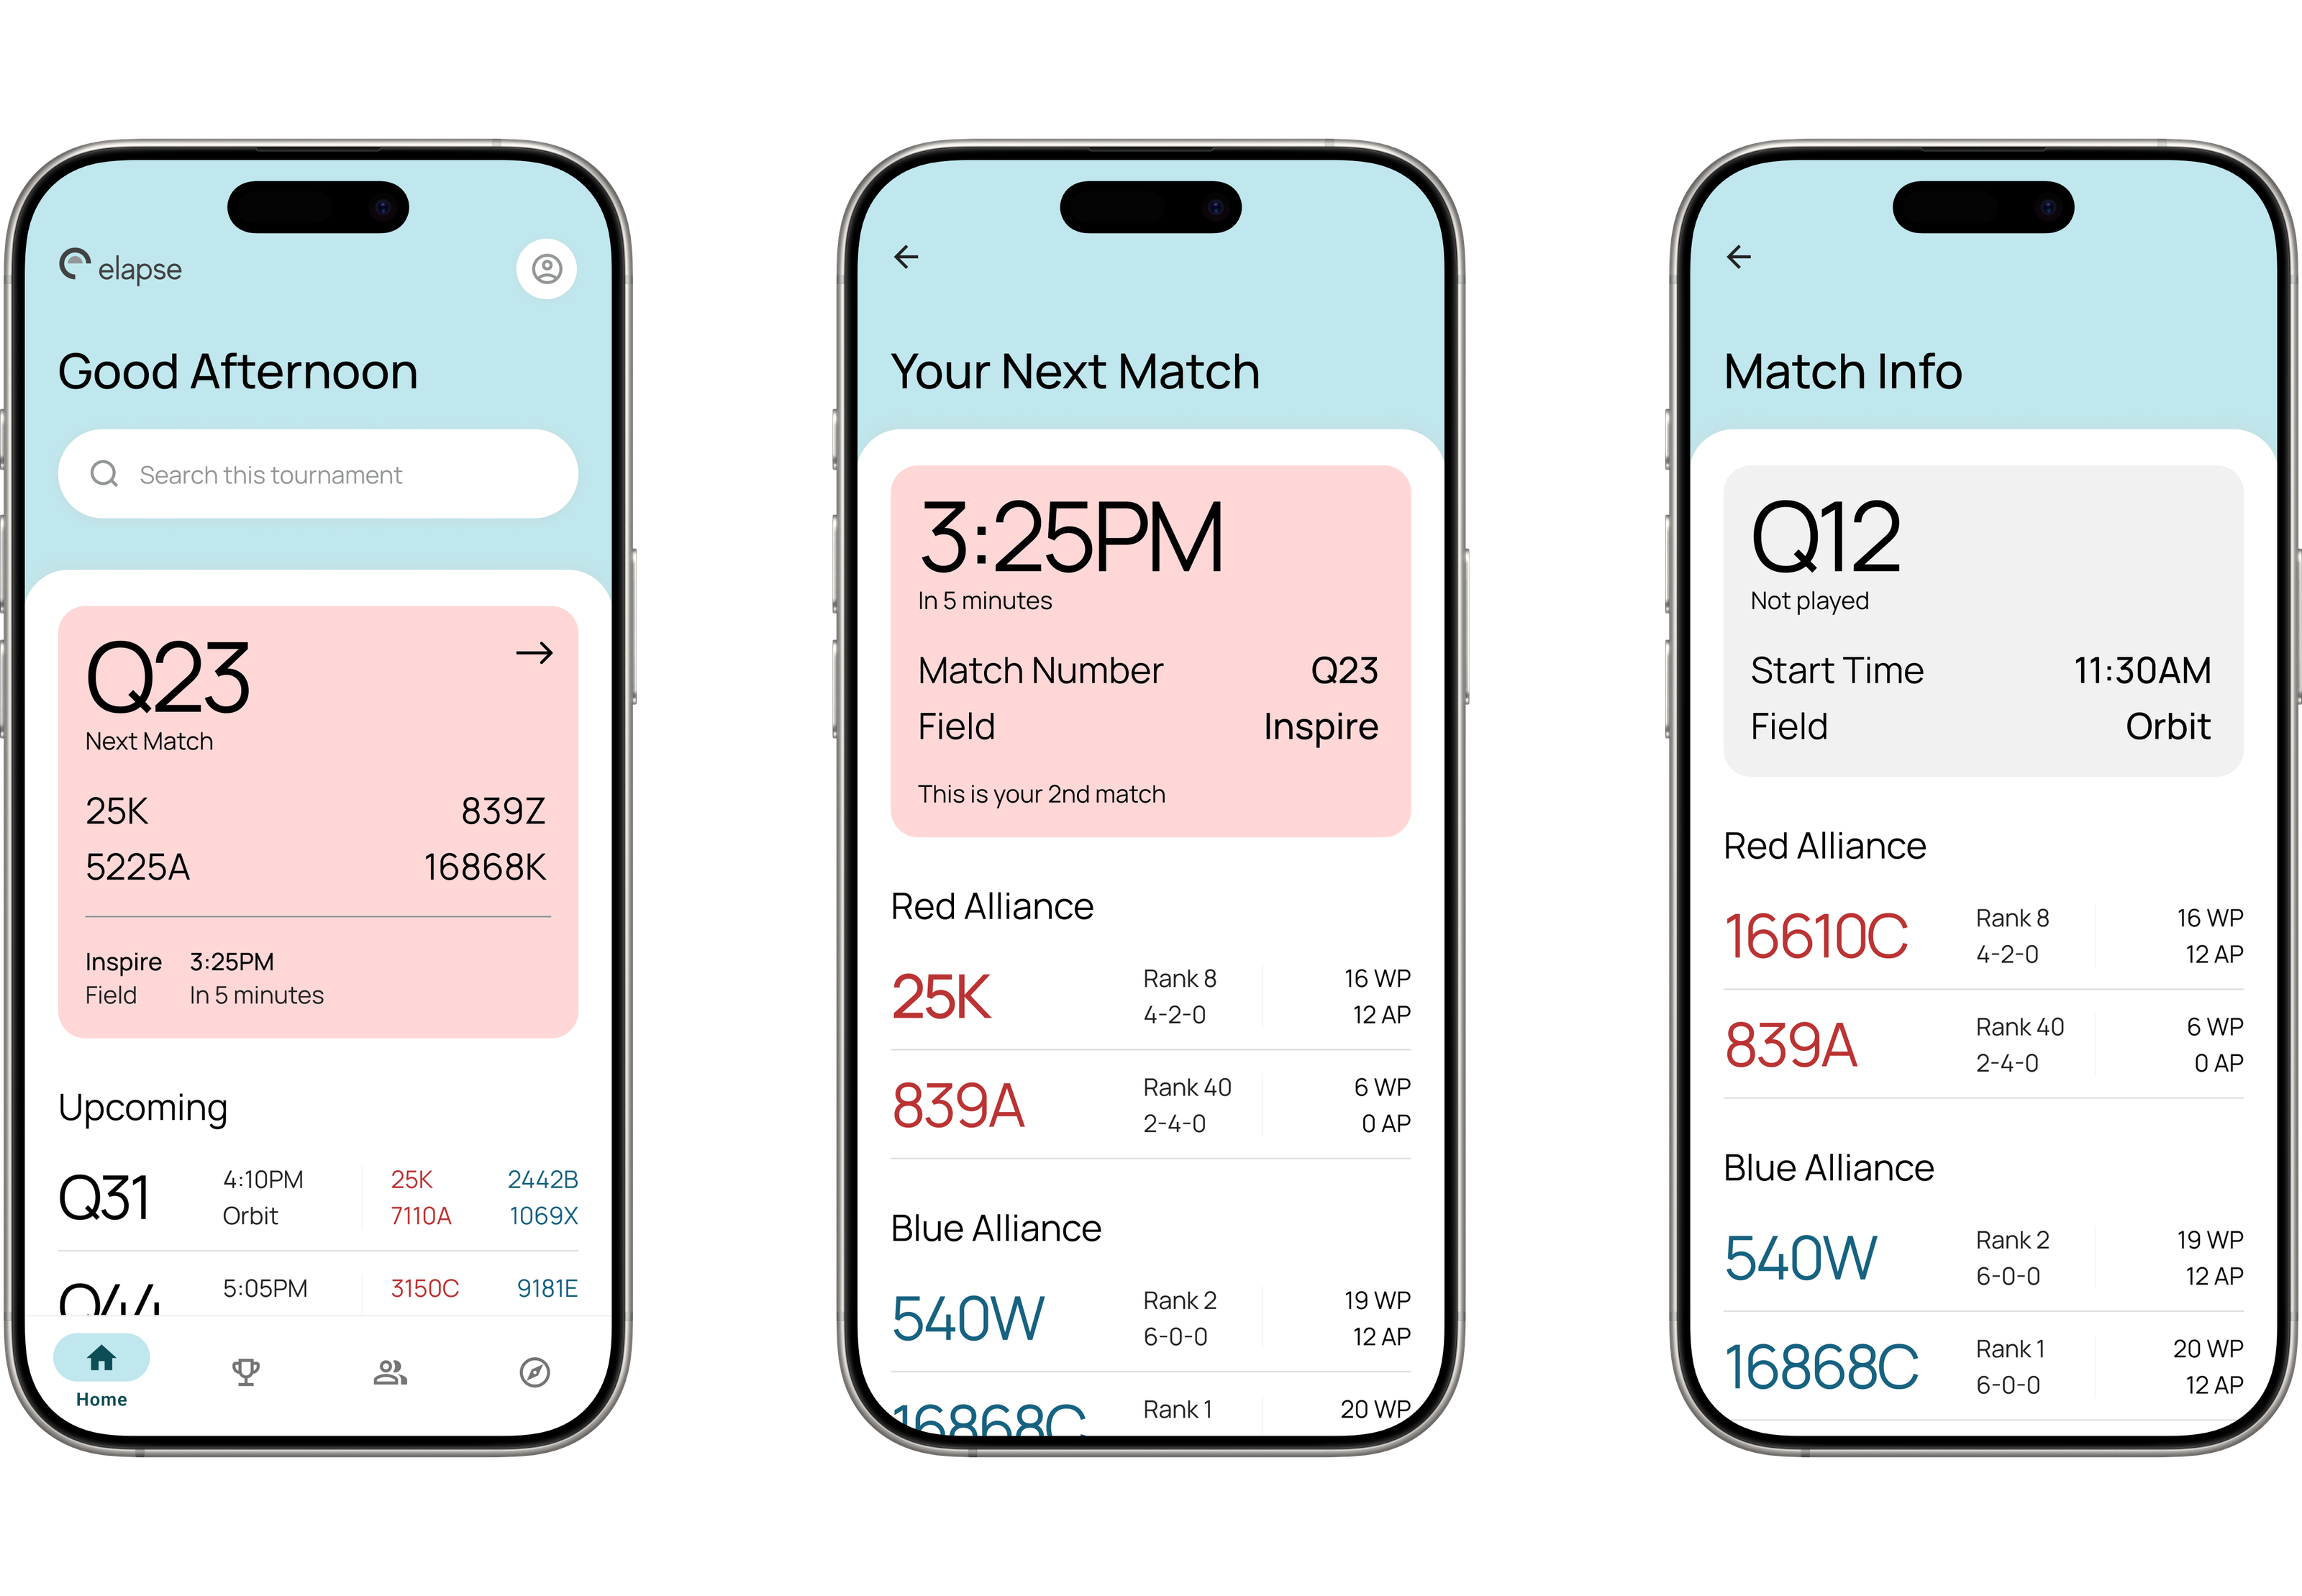 elapse
Good Afternoon
Search this tournament
Q23
Next Match
25K 839Z
5225A 16868K
Inspire 3:25PM
Field In 5 minutes
Upcoming
Q31 4:10PM 25K 2442B
Orbit 7110A 1069X
Q44 5:05PM 3150C 9181E
Home
Your Next Match
3:25PM
In 5 minutes
Match Number Q23
Field Inspire
This is your 2nd match
Red Alliance
25K Rank 8 16 WP
4-2-0 12 AP
839A Rank 40 6 WP
2-4-0 0 AP
Blue Alliance
540W Rank 2 19 WP
6-0-0 12 AP
16868C Rank 1 20 WP
Match Info
Q12
Not played
Start Time 11:30AM
Field Orbit
Red Alliance
16610C Rank 8 16 WP
4-2-0 12 AP
839A Rank 40 6 WP
2-4-0 0 AP
Blue Alliance
540W Rank 2 19 WP
6-0-0 12 AP
16868C Rank 1 20 WP
6-0-0 12 AP